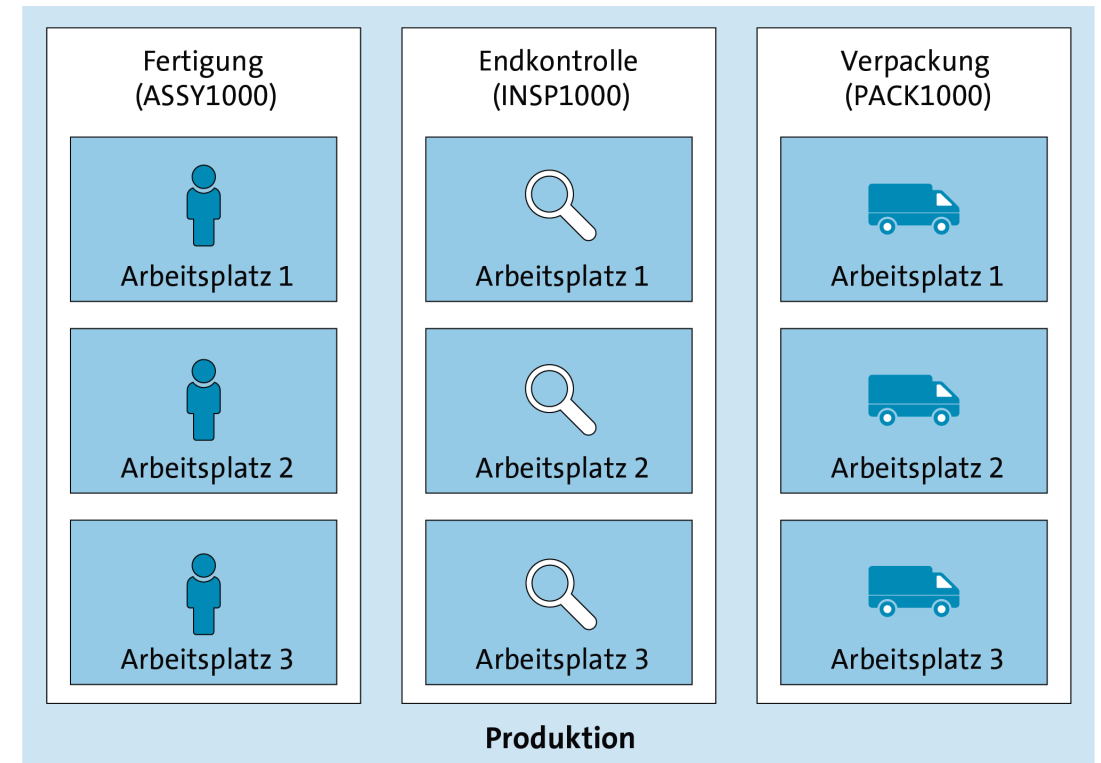 Fertigung
(ASSY1000)
Arbeitsplatz 1
Arbeitsplatz 2
Arbeitsplatz 3
Endkontrolle
(INSP1000)
Arbeitsplatz 1
Arbeitsplatz 2
Arbeitsplatz 3
Verpackung
(PACK1000)
Arbeitsplatz 1
Arbeitsplatz 2
Arbeitsplatz 3
Produktion